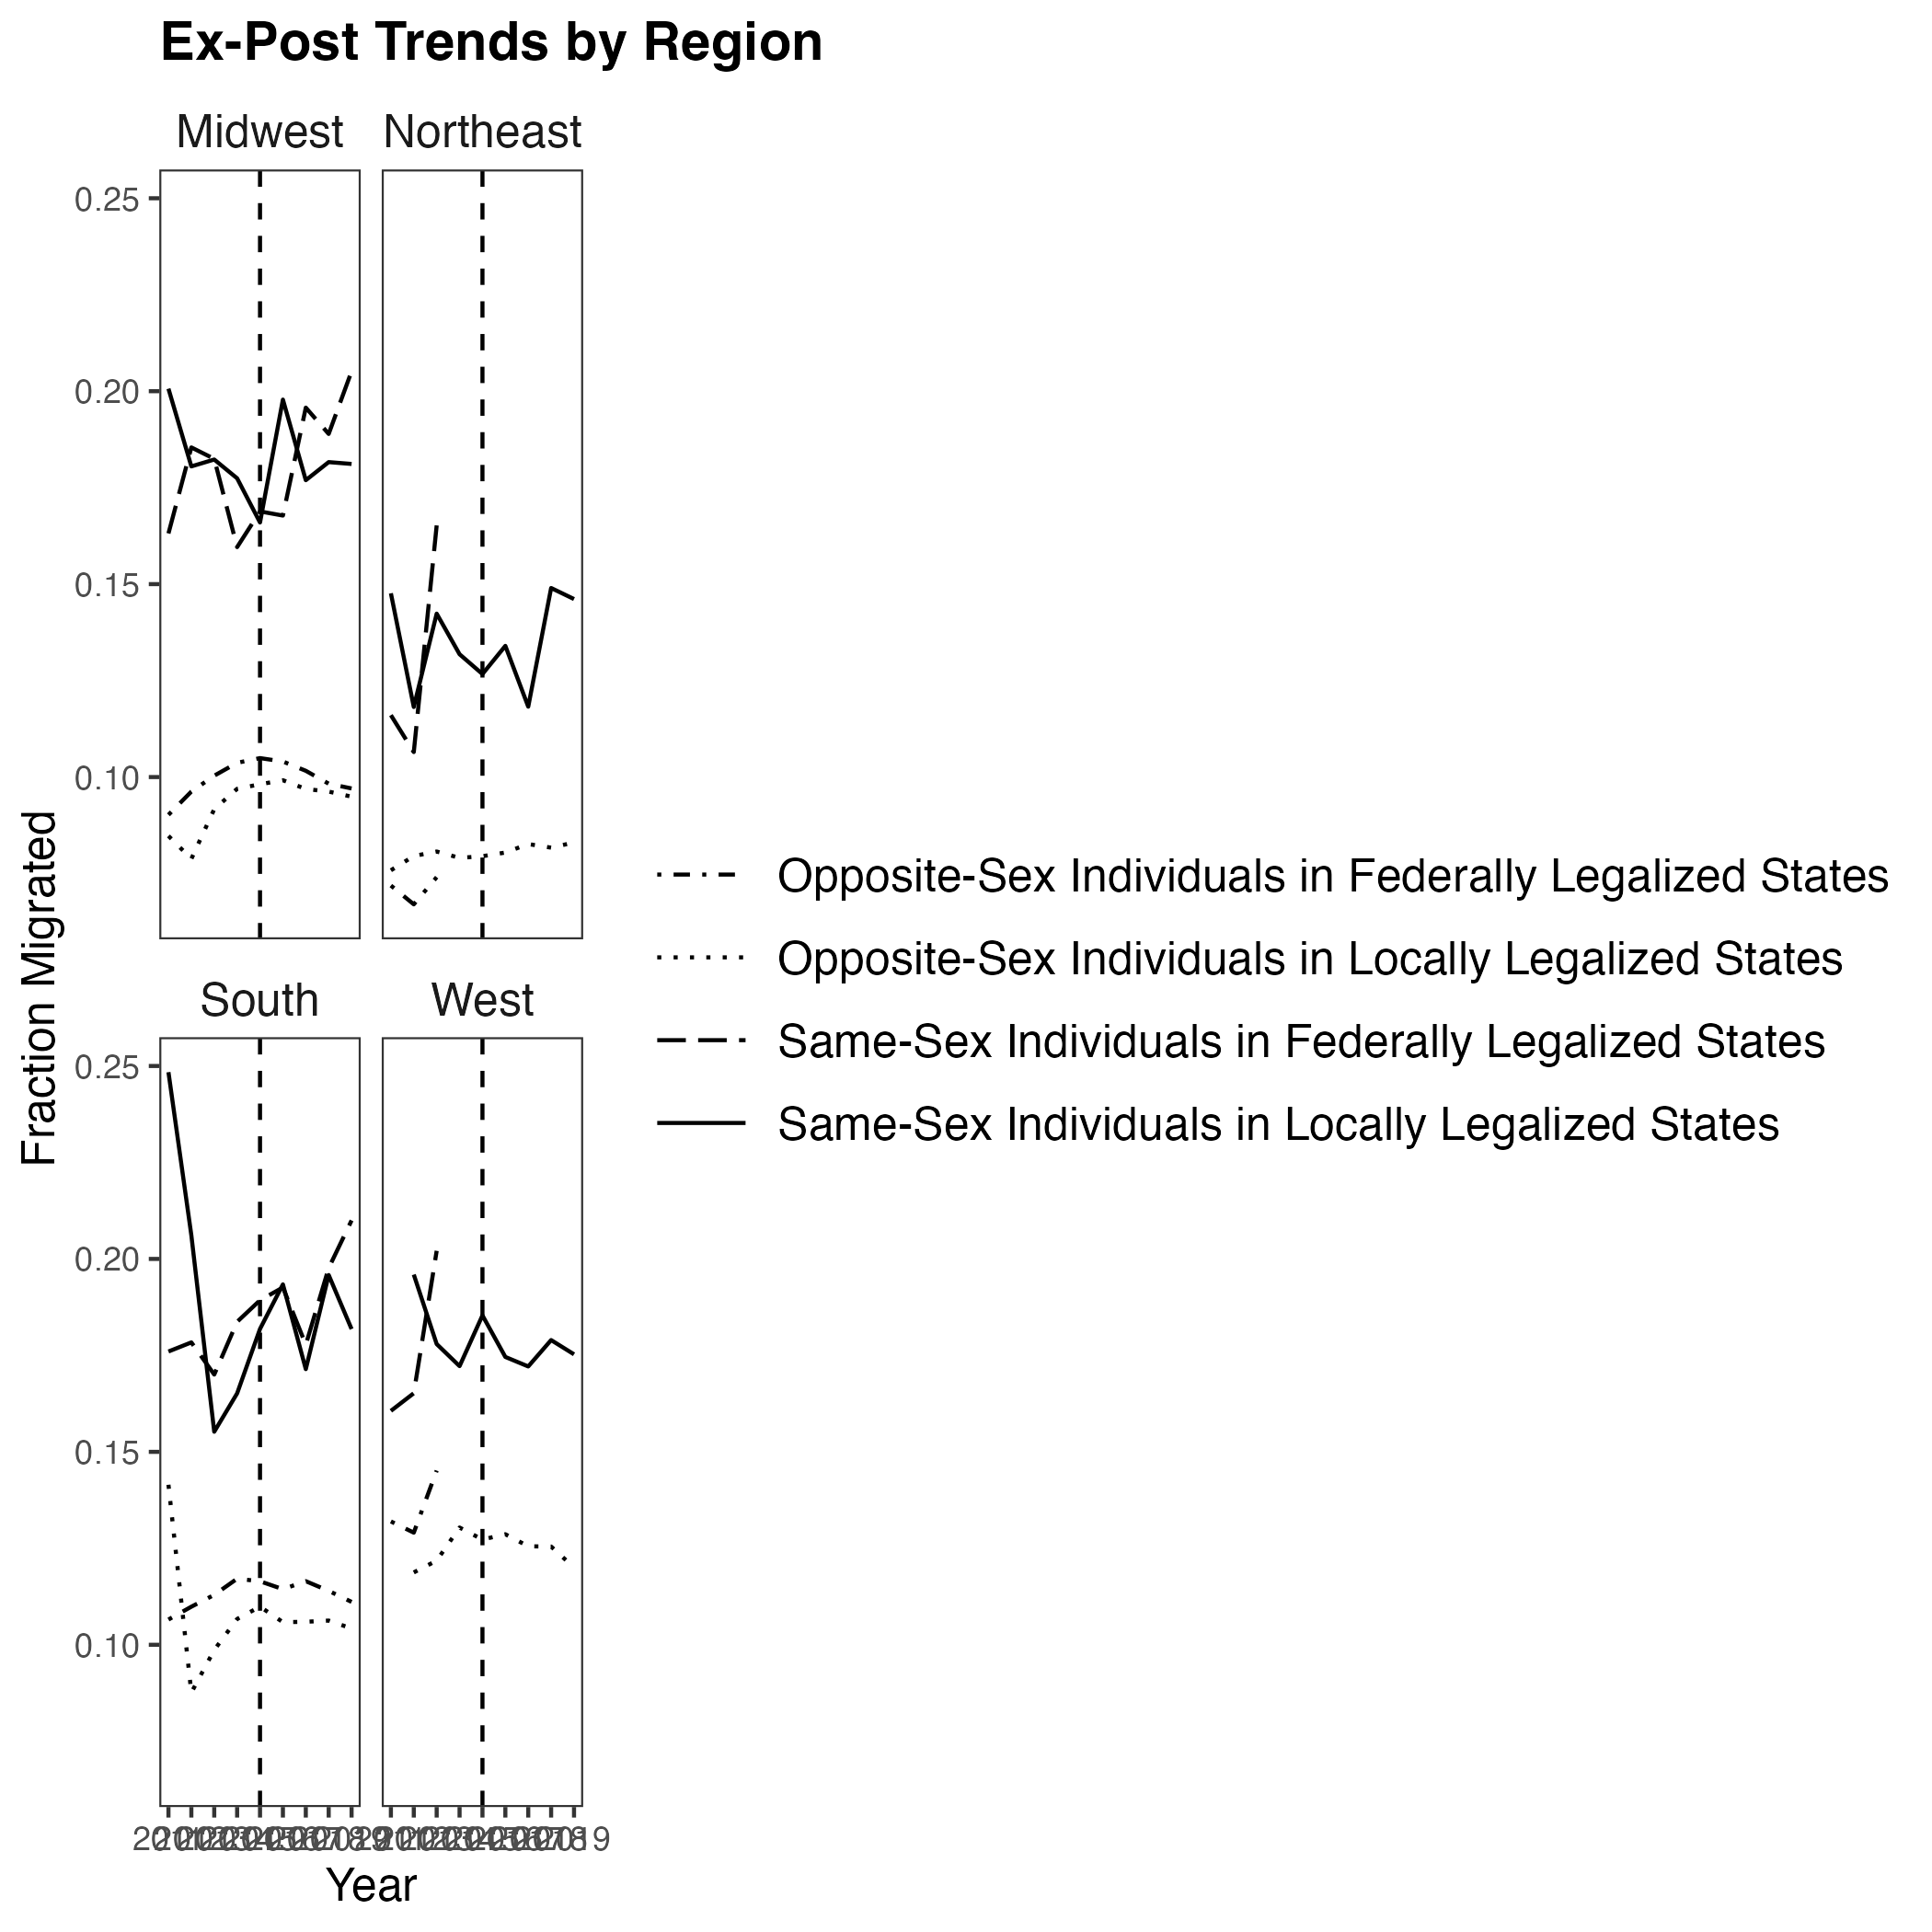 Ex-Post Trends by Region
Midwest
Northeast
0.25
0.20
0.15
0.10
South
West
0.25
0.20
0.15
0.10
Fraction Migrated
Year
Opposite-Sex Individuals in Federally Legalized States
Opposite-Sex Individuals in Locally Legalized States
Same-Sex Individuals in Federally Legalized States
Same-Sex Individuals in Locally Legalized States